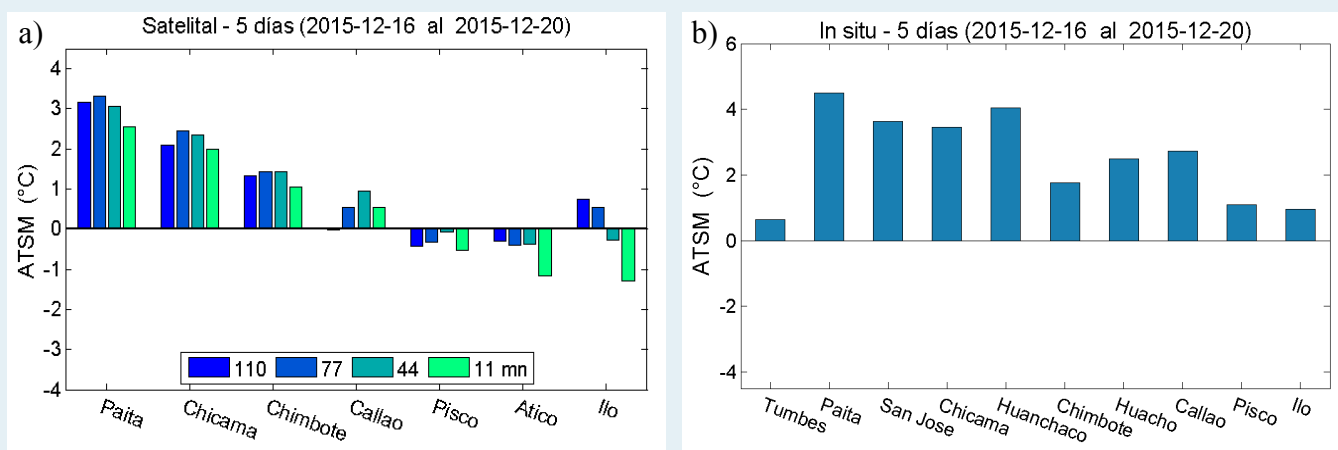 a)
Satelital - 5 días (2015-12-16 al 2015-12-20)
ATSM (°C)
4
3
2
1
0
-1
-2
-3
-4
110 77 44 11 mn
Paita Chicama Chimbote Callao Pisco Atico Ilo
b)
In situ - 5 días (2015-12-16 al 2015-12-20)
ATSM (°C)
6
4
2
0
-2
-4
Tumbes Paita San Jose Chicama Huanchaco Chimbote Huacho Callao Pisco Ilo